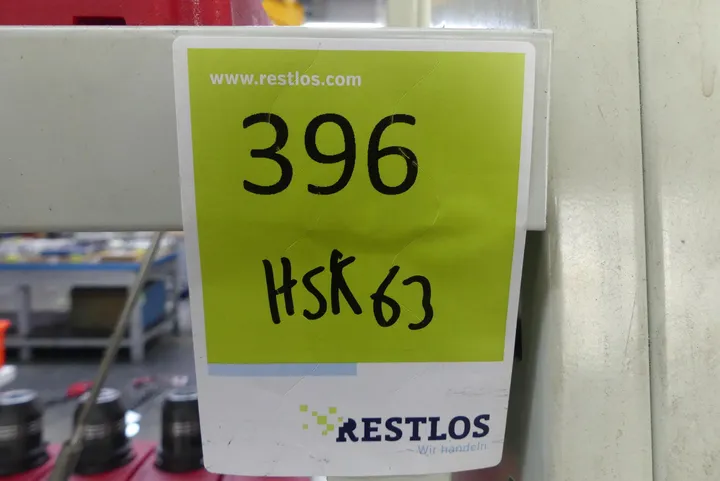 www.restlos.com
396
HSK 63
RESTLOS
Wir handeln